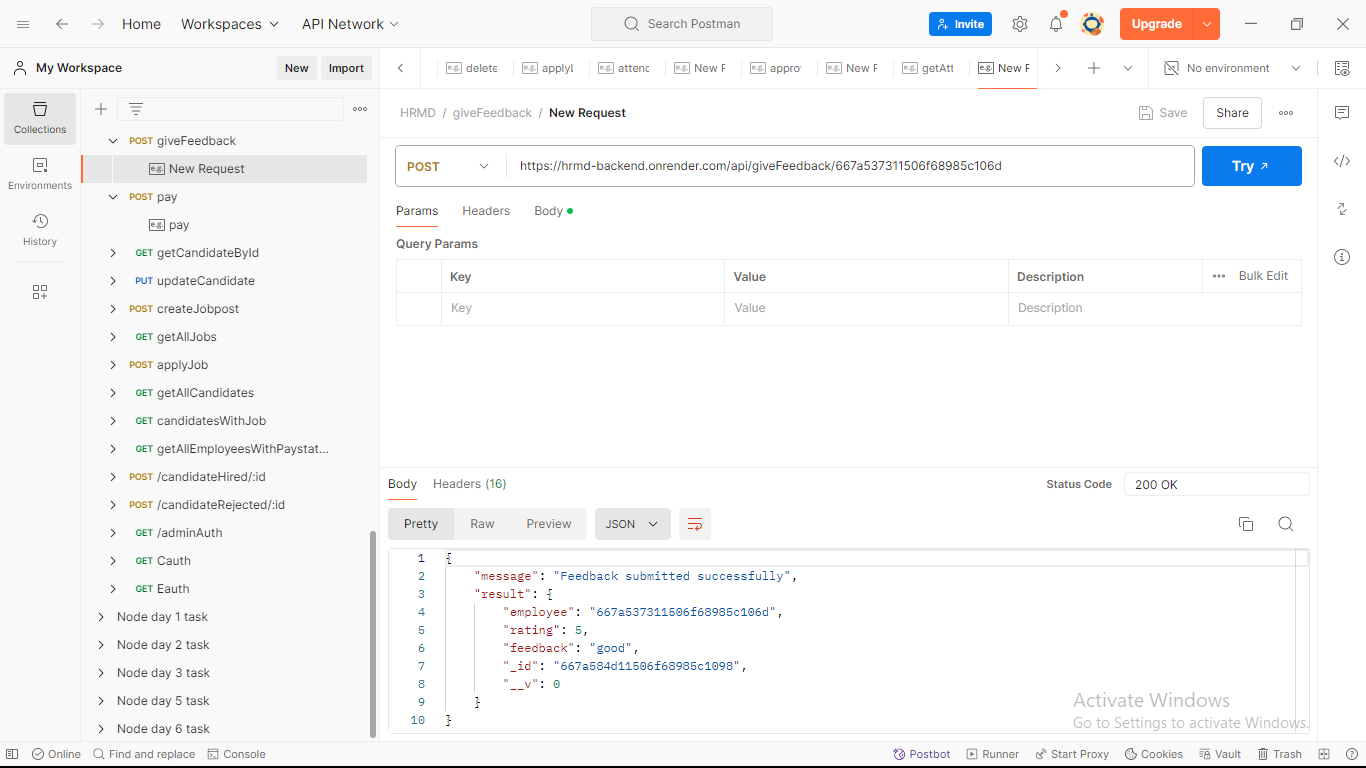 Home Workspaces API Network Search Postman Invite Upgrade
My Workspace New Import
delete applyl attenc New F appro New F getAtt New F No environment
Collections
Environments
History
POST giveFeedback
e.g. New Request
POST pay
e.g. pay
GET getCandidateById
PUT updateCandidate
POST createJobpost
GET getAllJobs
POST applyJob
GET getAllCandidates
GET candidatesWithJob
GET getAllEmployeesWithPaystat...
POST /candidateHired/:id
POST /candidateRejected/:id
GET /adminAuth
GET Cauth
GET Eauth
Node day 1 task
Node day 2 task
Node day 3 task
Node day 5 task
Node day 6 task
HRMD / giveFeedback / New Request Save Share
POST https://hrmd-backend.onrender.com/api/giveFeedback/667a537311506f68985c106d Try
Params Headers Body
Query Params
Key Value Description Bulk Edit
Key Value Description
Body Headers (16) Status Code 200 OK
Pretty Raw Preview JSON
1 {
2 "message": "Feedback submitted successfully",
3 "result": {
4 "employee": "667a537311506f68985c106d",
5 "rating": 5,
6 "feedback": "good",
7 "_id": "667a584d11506f68985c1098",
8 "__v": 0
9 }
10 }
Activate Windows
Go to Settings to activate Windows.
Online Find and replace Console Postbot Runner Start Proxy Cookies Vault Trash